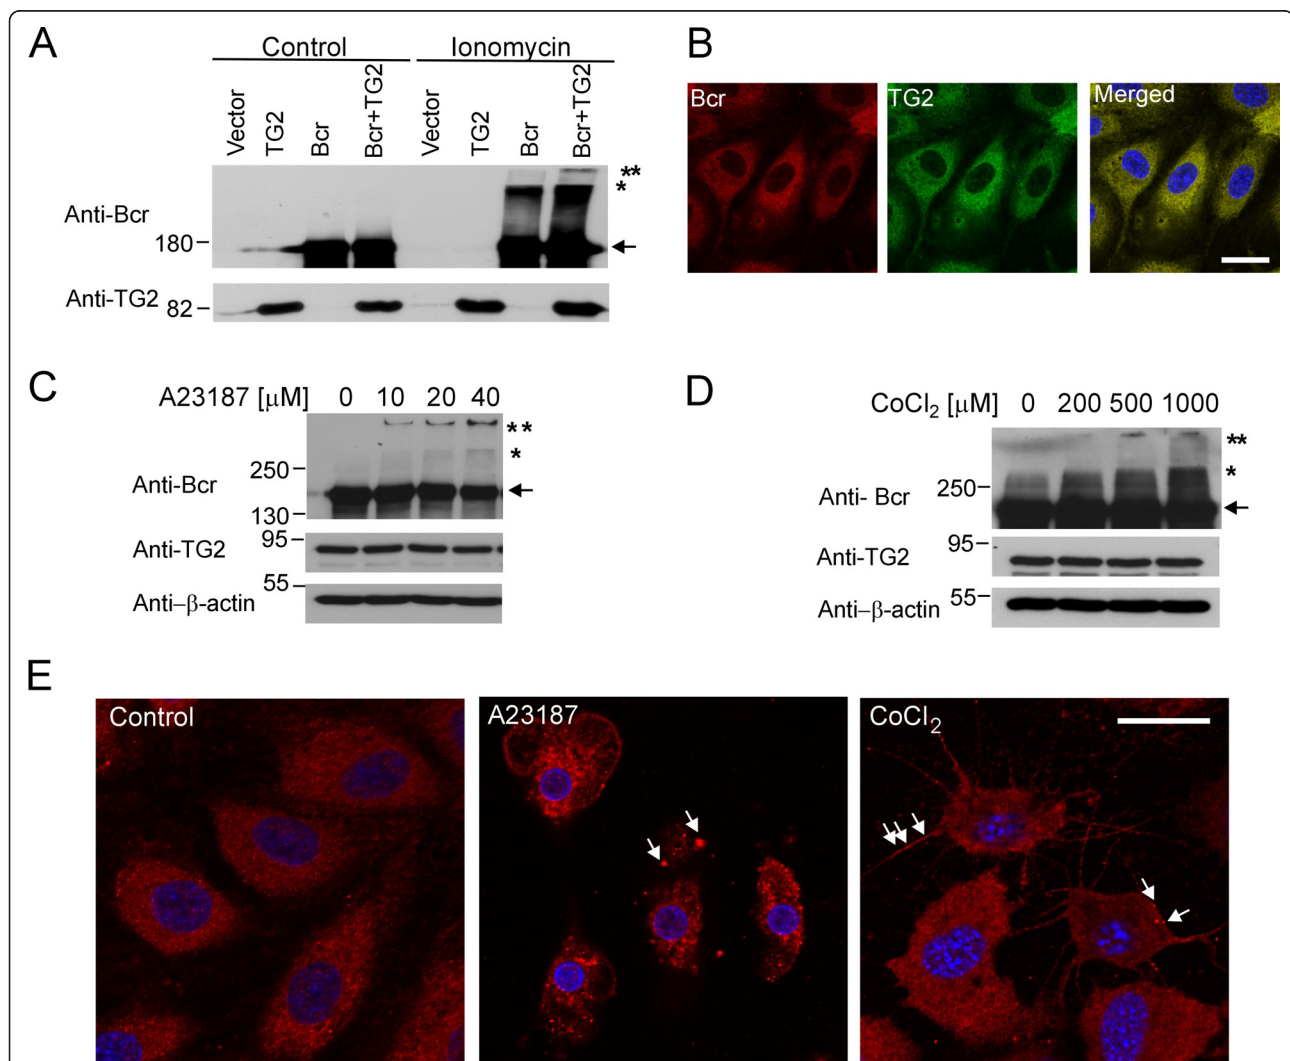 A
Control Ionomycin
Vector TG2 Bcr Bcr+TG2 Vector TG2 Bcr Bcr+TG2
**
*
Anti-Bcr
180
Anti-TG2
82
B
Bcr TG2 Merged
C
A23187 [μM] 0 10 20 40
**
*
250
Anti-Bcr
130
95
Anti-TG2
55
Anti–β-actin
D
CoCl₂ [μM] 0 200 500 1000
**
*
250
Anti- Bcr
95
Anti-TG2
55
Anti–β-actin
E
Control A23187 CoCl₂